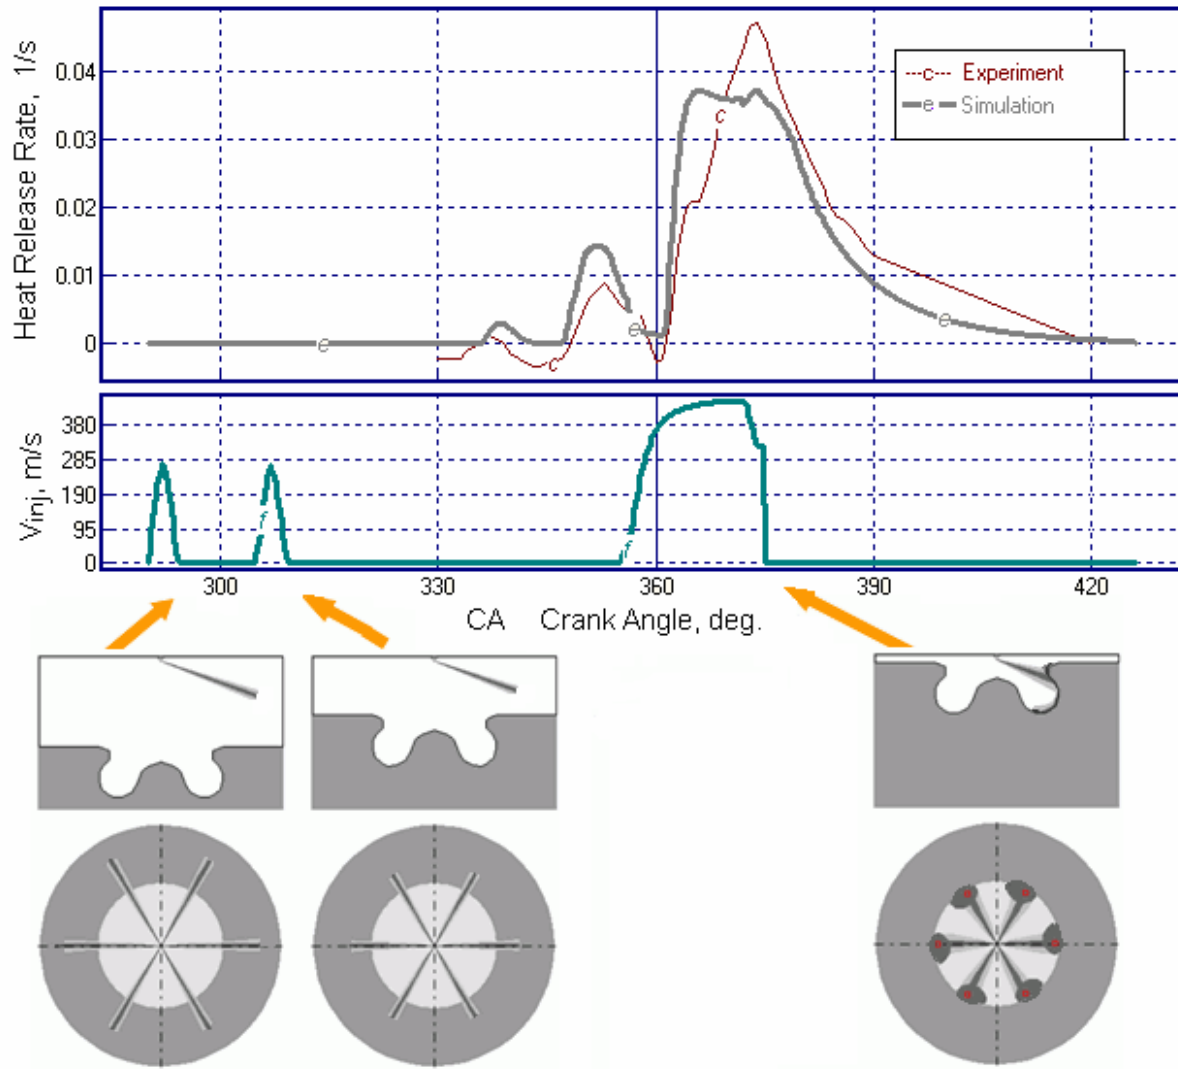 Heat Release Rate, 1/s
0.04
0.03
0.02
0.01
0
--c-- Experiment
e Simulation
c
e
e
e
c
Vinj, m/s
380
285
190
95
0
f
f
300
330
360
390
420
CA Crank Angle, deg.